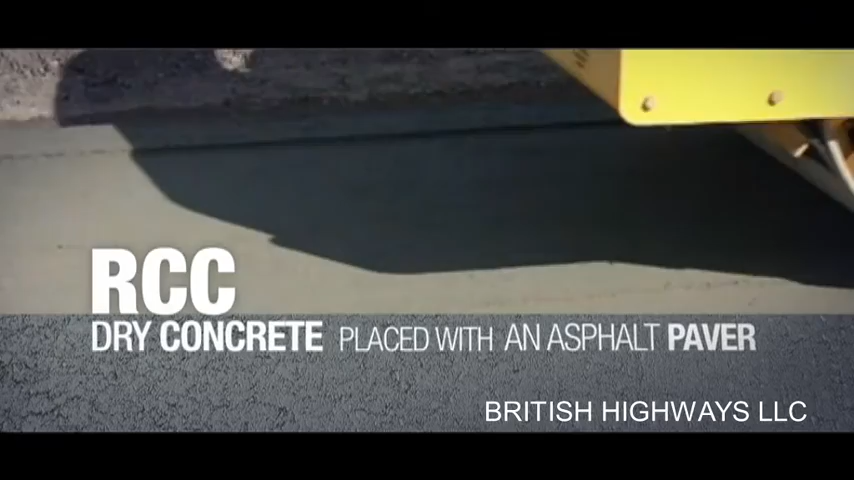 RCC
DRY CONCRETE PLACED WITH AN ASPHALT PAVER
BRITISH HIGHWAYS LLC